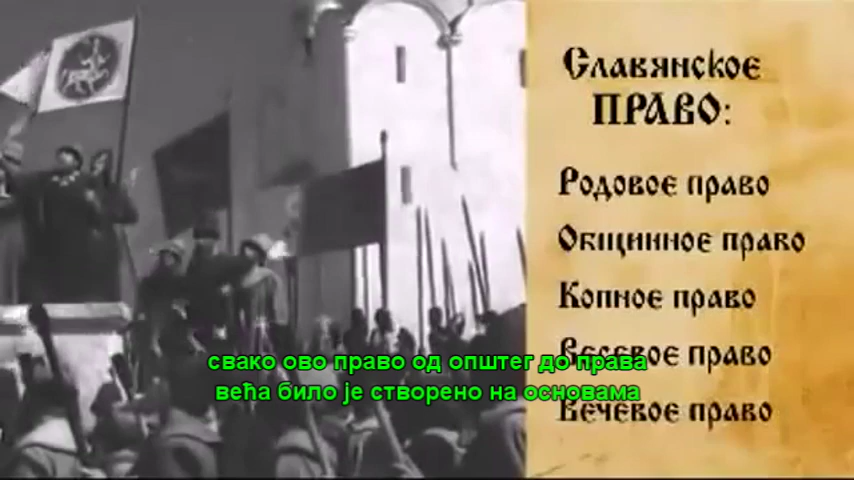 Славянское
ПРАВО:
Родовое право
Общинное право
Копное право
Весевое право
Вечевое право
свако ово право од општег до права
већа било је створено на основама